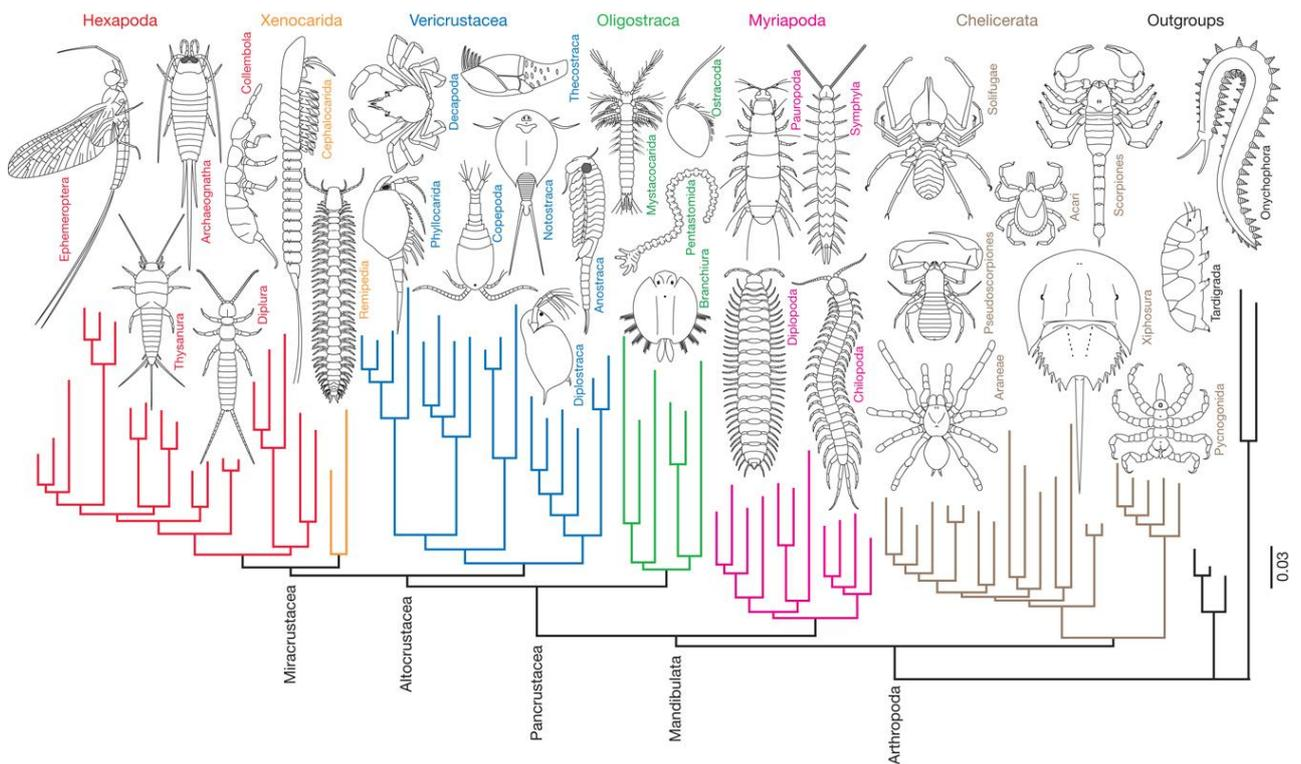 Hexapoda
Xenocarida
Vericrustacea
Oligostraca
Myriapoda
Chelicerata
Outgroups
Ephemeroptera
Archaeognatha
Collembola
Thysanura
Diplura
Cephalocarida
Remipedia
Decapoda
Thecostraca
Phyllocarida
Copepoda
Notostraca
Anostraca
Diplostraca
Mystacocarida
Ostracoda
Pentastomida
Branchiura
Pauropoda
Symphyla
Diplopoda
Chilopoda
Solifugae
Acari
Scorpiones
Pseudoscorpiones
Araneae
Xiphosura
Pycnogonida
Onychophora
Tardigrada
0.03
Miracrustacea
Altocrustacea
Pancrustacea
Mandibulata
Arthropoda